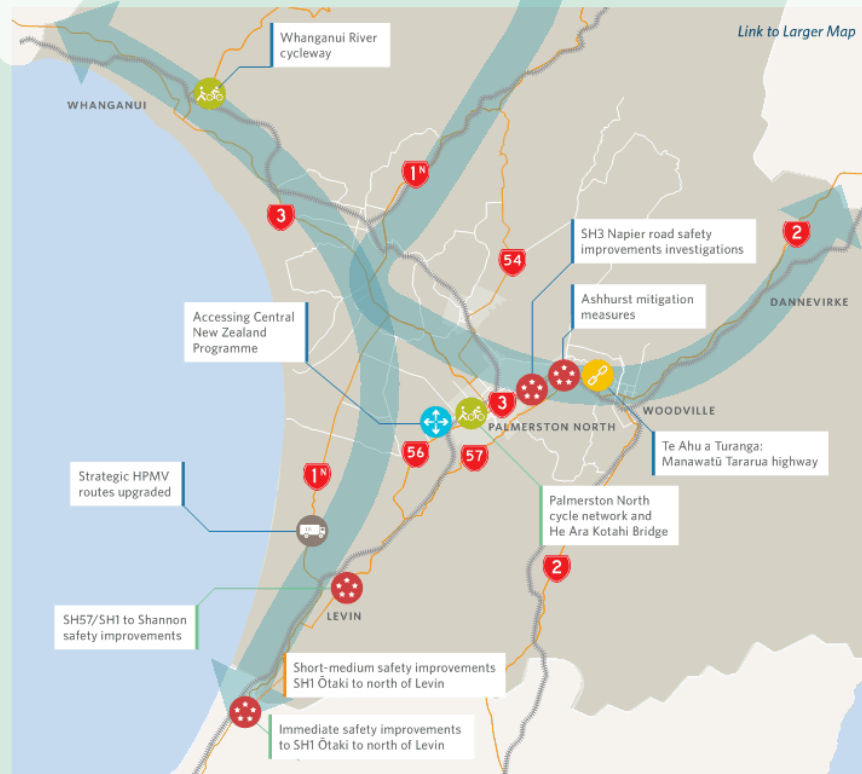 Link to Larger Map
Whanganui River
cycleway
WHANGANUI
1N
3
2
SH3 Napier road safety
improvements investigations
54
DANNEVIRKE
Ashhurst mitigation
measures
Accessing Central
New Zealand
Programme
3
WOODVILLE
PALMERSTON NORTH
56
57
Te Ahu a Turanga:
Manawatū Tararua highway
Strategic HPMV
routes upgraded
1N
Palmerston North
cycle network and
He Ara Kotahi Bridge
2
SH57/SH1 to Shannon
safety improvements
LEVIN
Short-medium safety improvements
SH1 Ōtaki to north of Levin
Immediate safety improvements
to SH1 Ōtaki to north of Levin